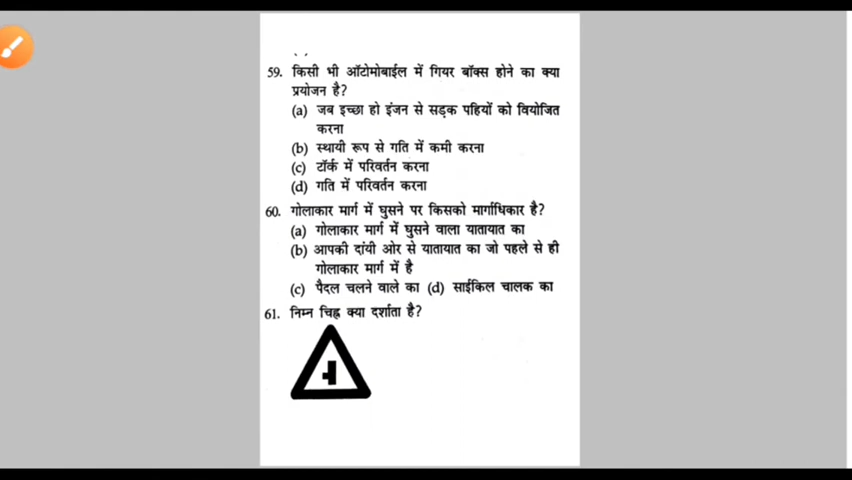 59. किसी भी ऑटोमोबाईल में गियर बॉक्स होने का क्या
प्रयोजन है?
(a) जब इच्छा हो इंजन से सड़क पहियों को वियोजित
करना
(b) स्थायी रूप से गति में कमी करना
(c) टॉर्क में परिवर्तन करना
(d) गति में परिवर्तन करना
60. गोलाकार मार्ग में घुसने पर किसको मार्गाधिकार है?
(a) गोलाकार मार्ग में घुसने वाला यातायात का
(b) आपकी दांयी ओर से यातायात का जो पहले से ही
गोलाकार मार्ग में है
(c) पैदल चलने वाले का (d) साईकिल चालक का
61. निम्न चिह्न क्या दर्शाता है?